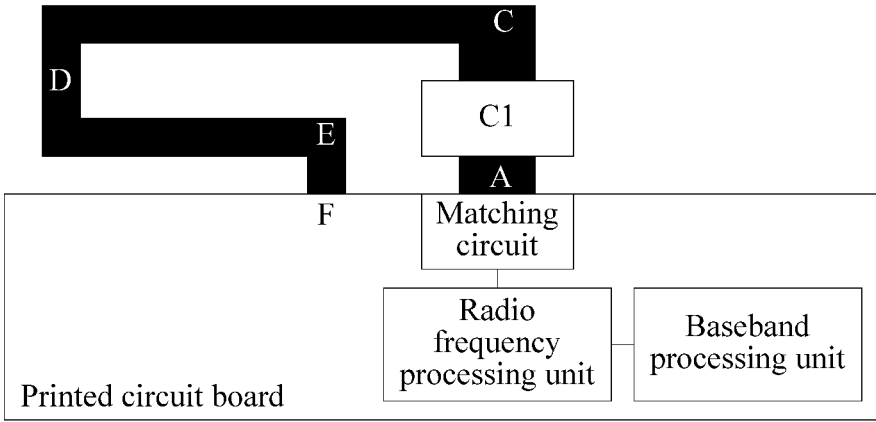 C
D
C1
E
A
F
Matching
circuit
Radio
frequency
processing unit
Baseband
processing unit
Printed circuit board